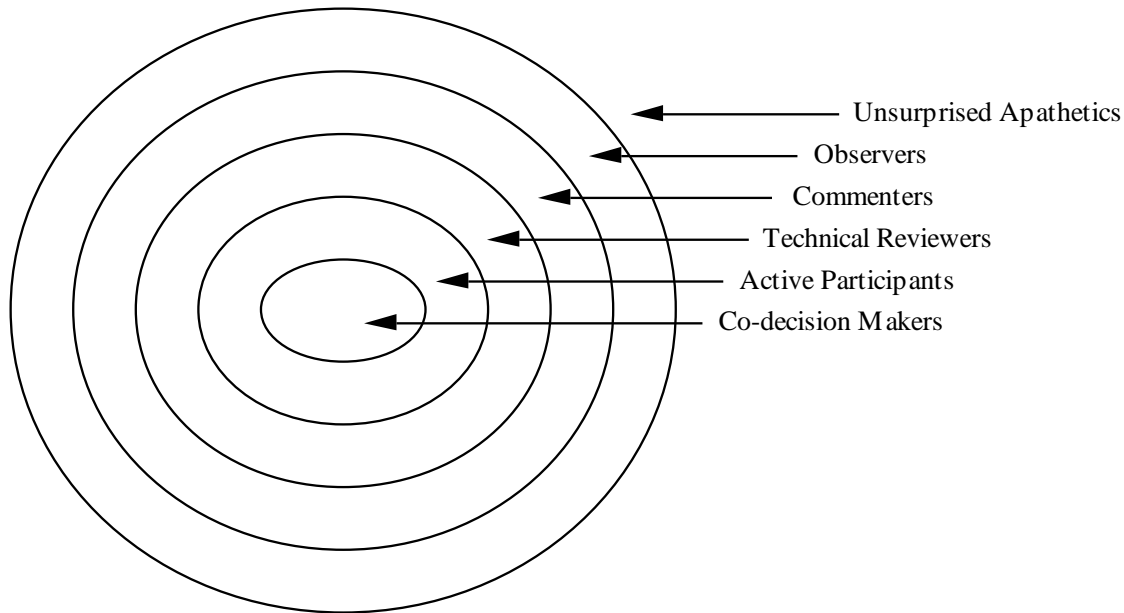 Unsurprised Apathetics
Observers
Commenters
Technical Reviewers
Active Participants
Co-decision Makers